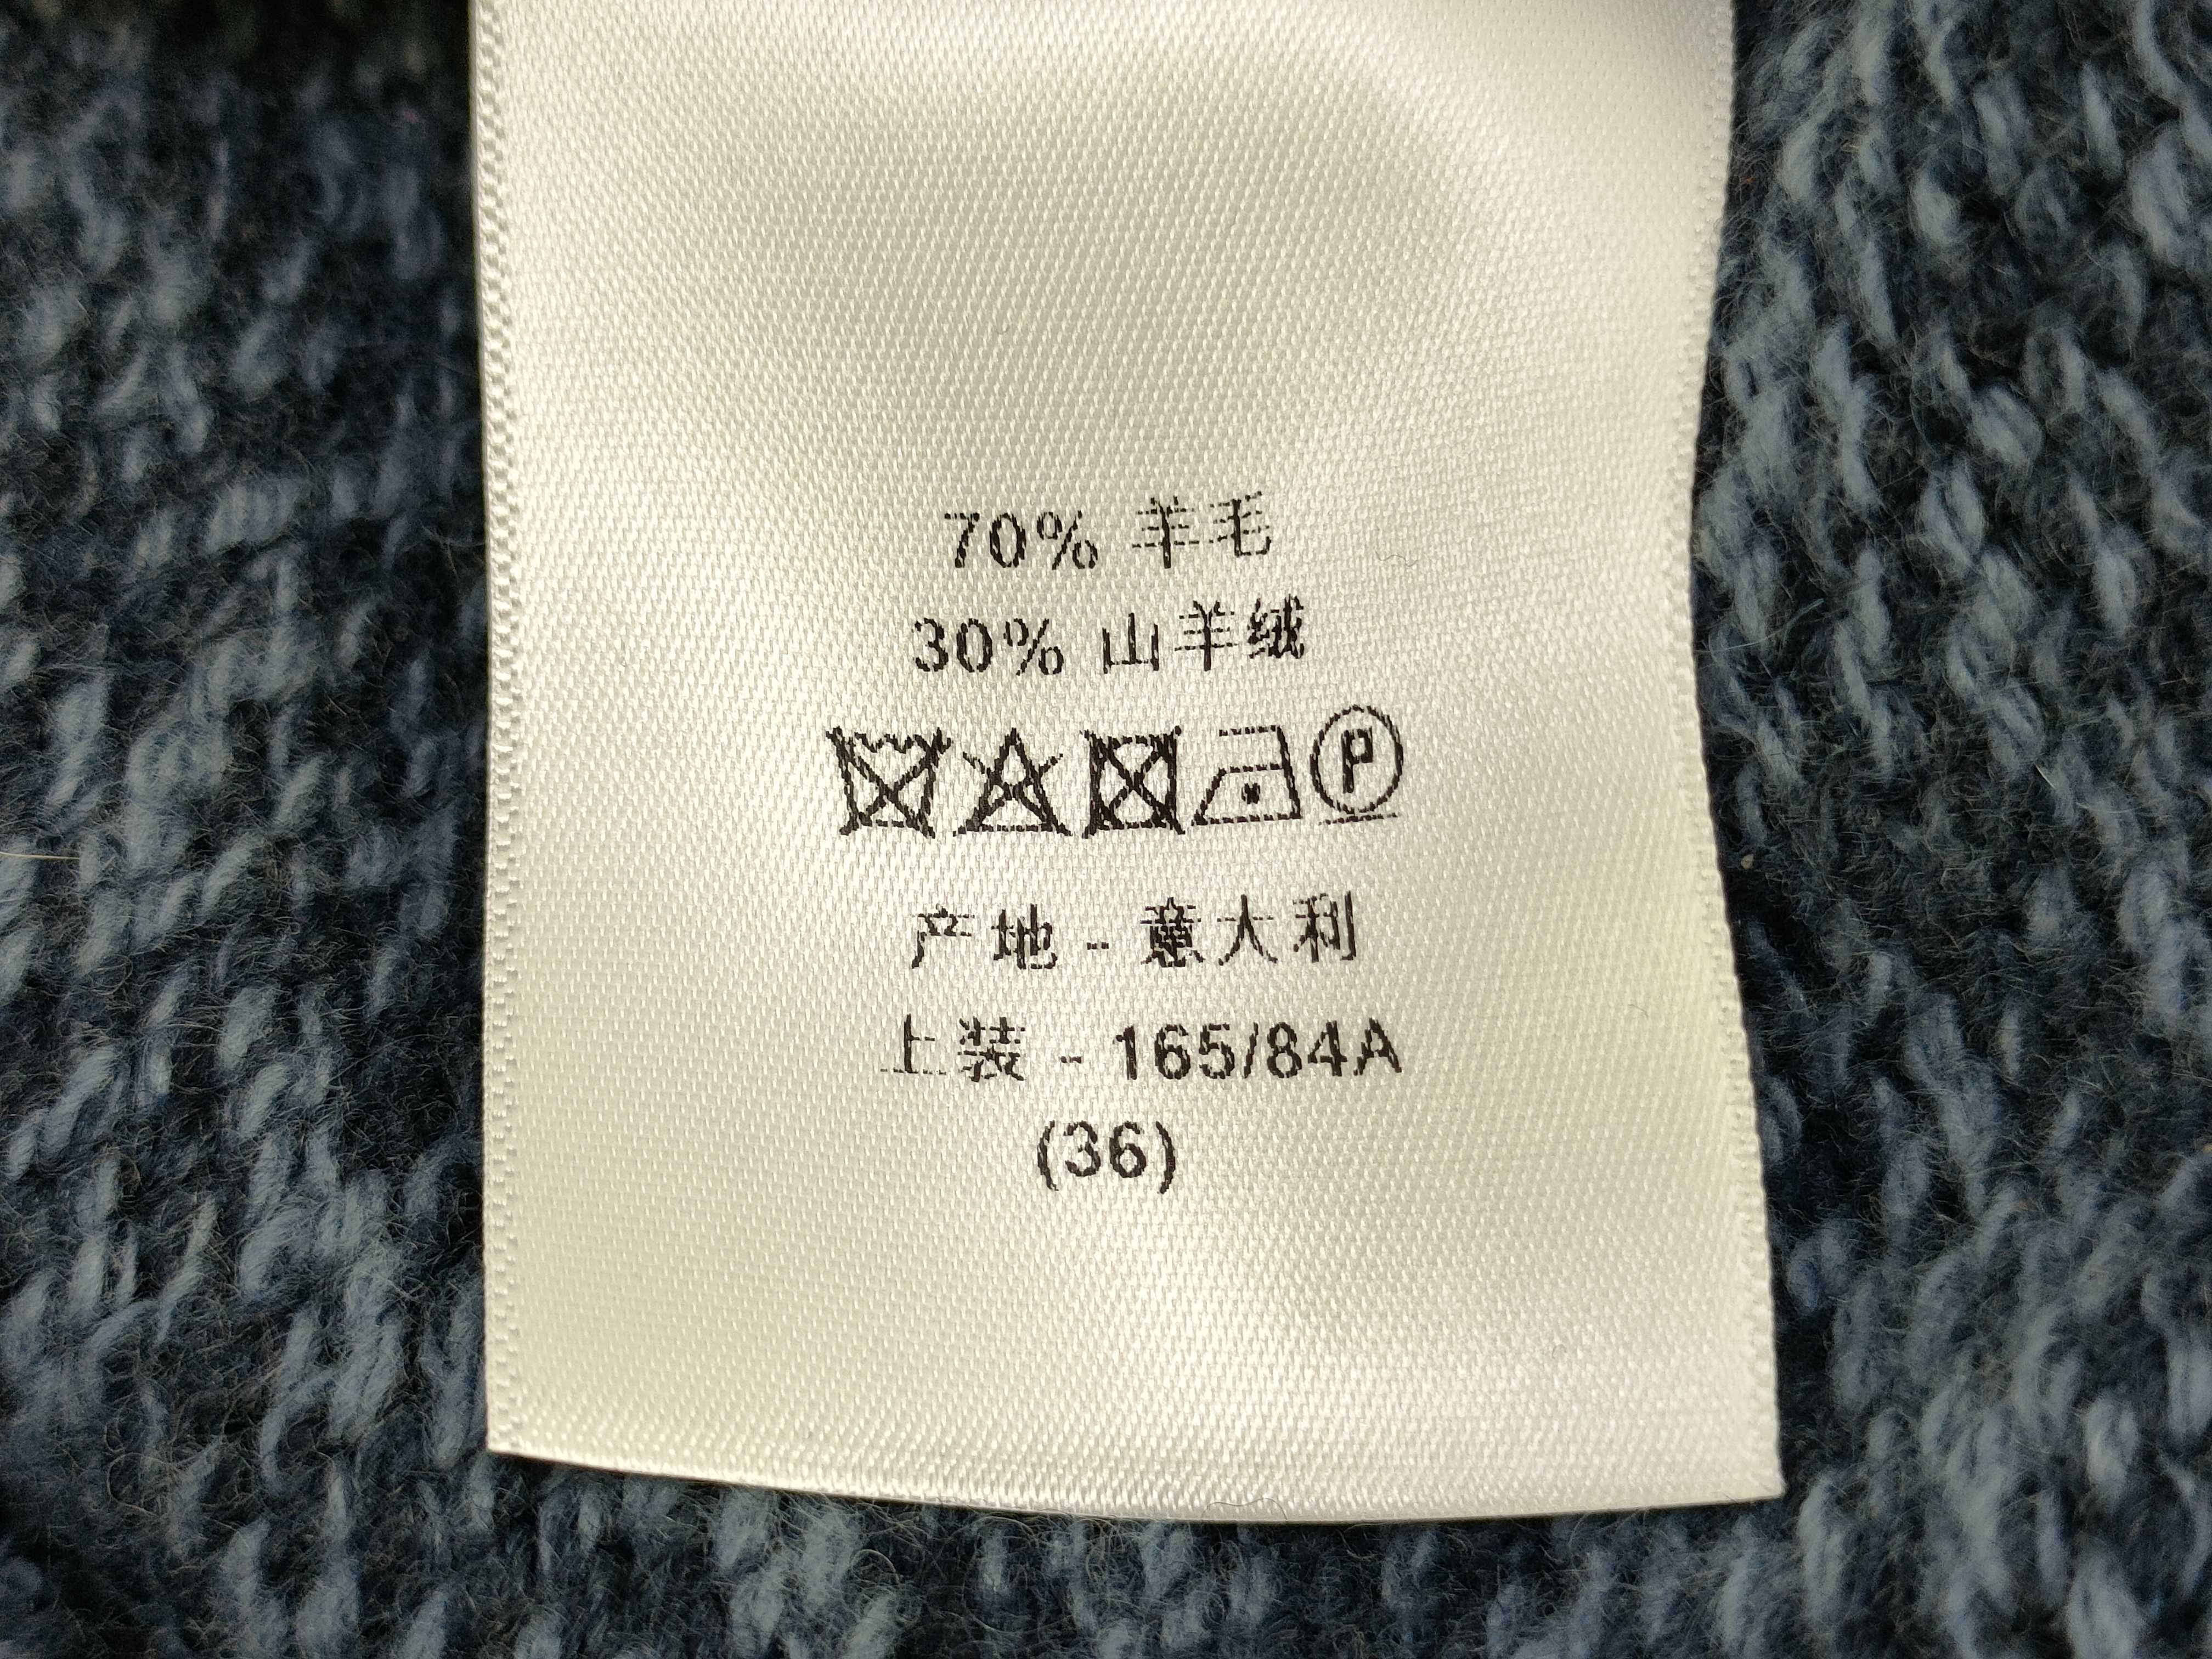 70% 羊毛
30% 山羊绒
P
产地 - 意大利
上装 - 165/84A
(36)